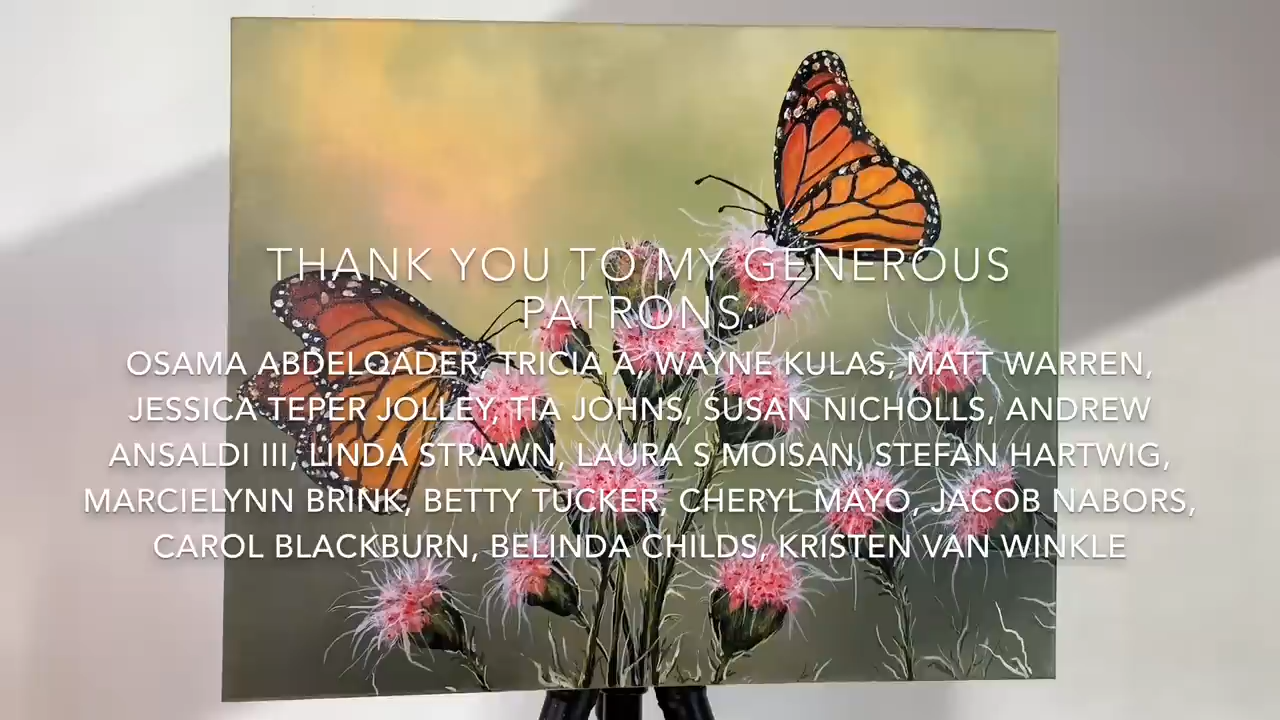 THANK YOU TO MY GENEROUS
PATRONS:
OSAMA ABDELQADER, TRICIA A, WAYNE KULAS, MATT WARREN,
JESSICA TEPER JOLLEY, TIA JOHNS, SUSAN NICHOLLS, ANDREW
ANSALDI III, LINDA STRAWN, LAURA S MOISAN, STEFAN HARTWIG,
MARCIELYNN BRINK, BETTY TUCKER, CHERYL MAYO, JACOB NABORS,
CAROL BLACKBURN, BELINDA CHILDS, KRISTEN VAN WINKLE